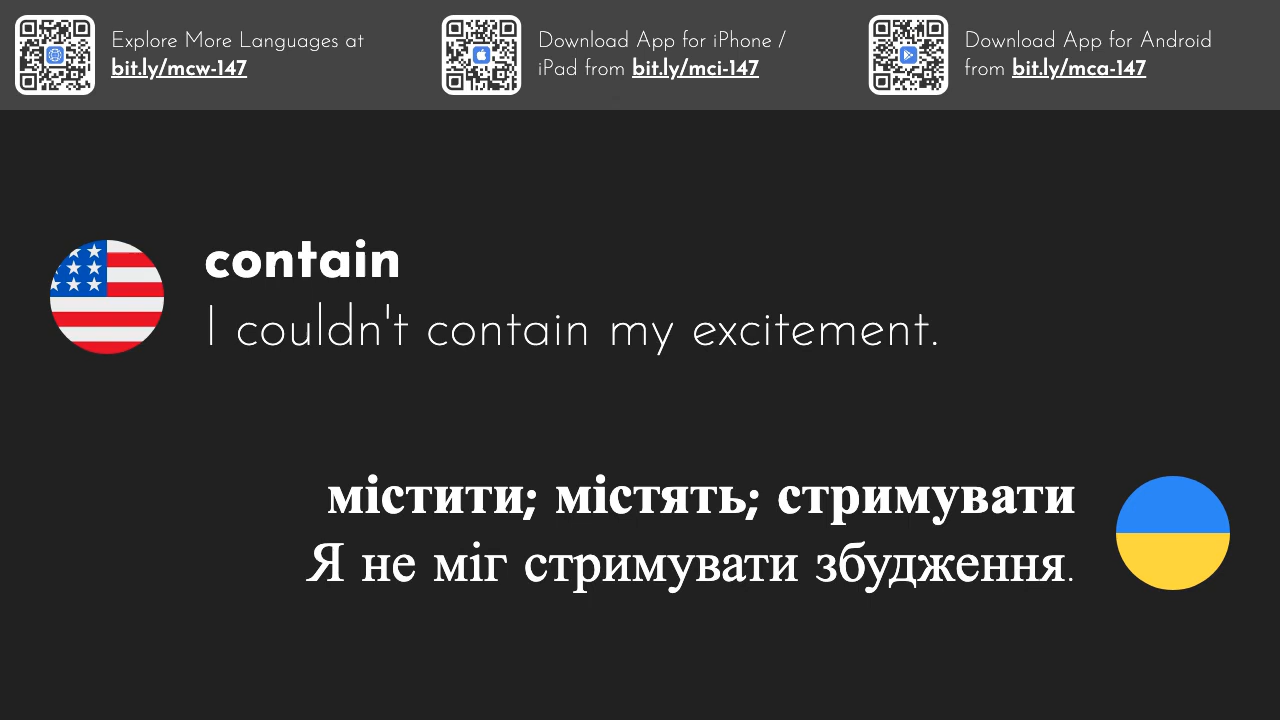 Explore More Languages at
bit.ly/mcw-147
Download App for iPhone /
iPad from bit.ly/mci-147
Download App for Android
from bit.ly/mca-147
contain
I couldn't contain my excitement.
містити; містять; стримувати
Я не міг стримувати збудження.